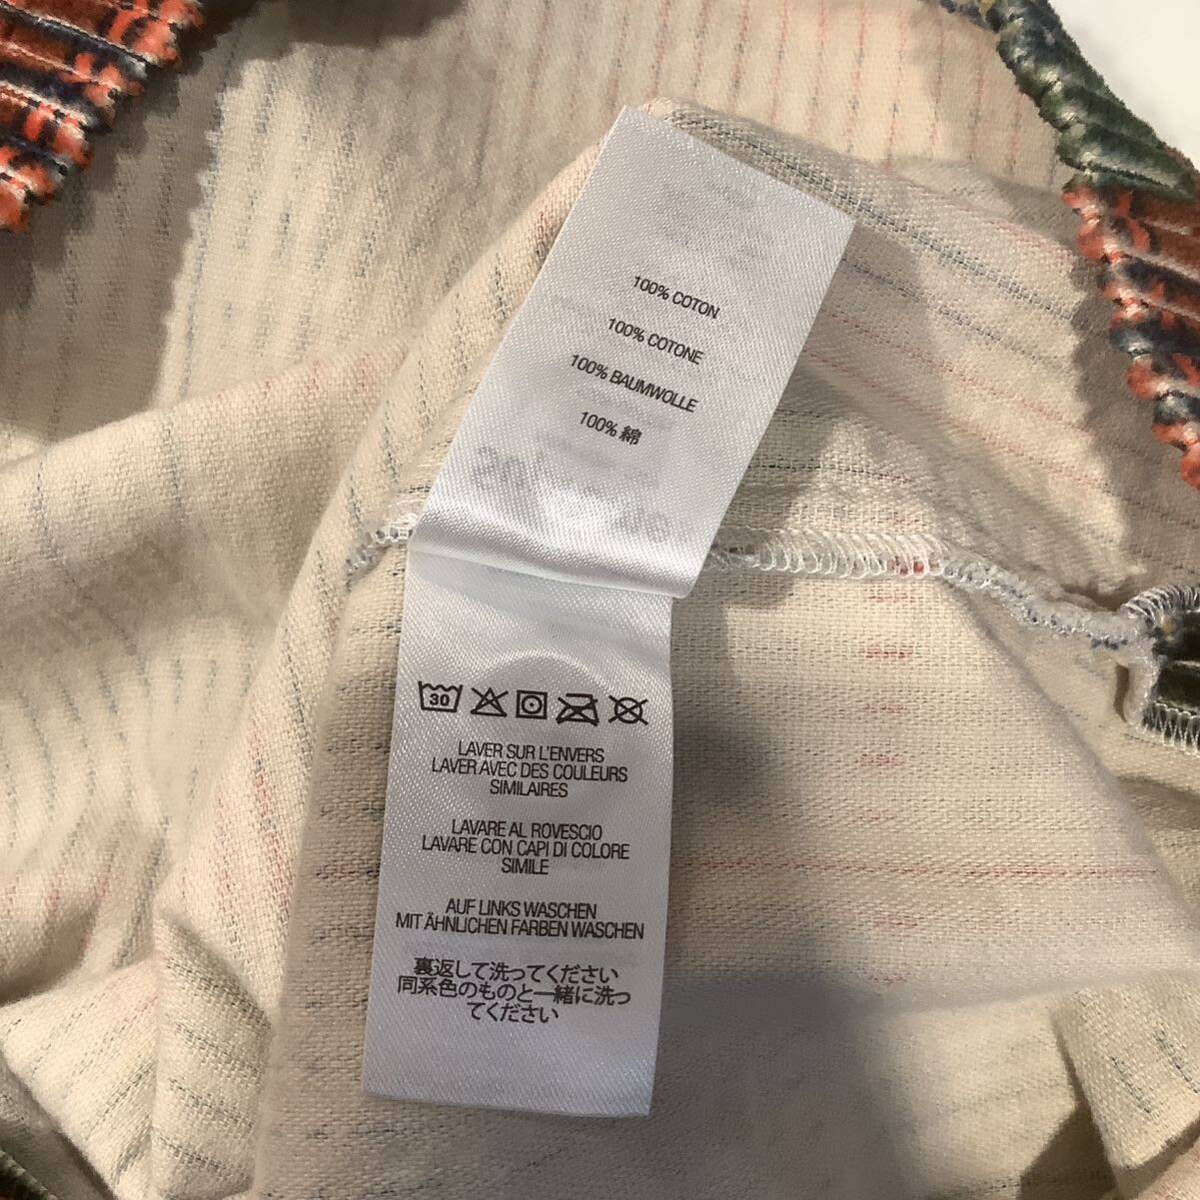 100% COTON
100% COTONE
100% BAUMWOLLE
100% 綿
30
LAVER SUR L'ENVERS
LAVER AVEC DES COULEURS
SIMILAIRES
LAVARE AL ROVESCIO
LAVARE CON CAPI DI COLORE
SIMILE
AUF LINKS WASCHEN
MIT ÄHNLICHEN FARBEN WASCHEN
裏返して洗ってください
同系色のものと一緒に洗っ
てください